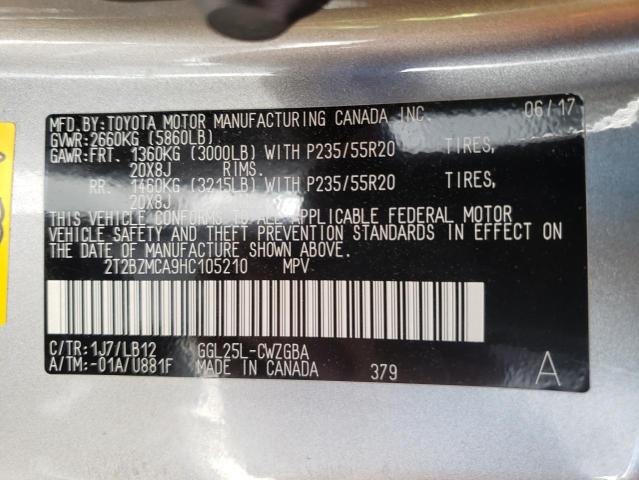 MFD.BY:TOYOTA MOTOR MANUFACTURING CANADA INC. 06/17
GVWR:2660KG (5860LB)
GAWR:FRT. 1360KG (3000LB) WITH P235/55R20 TIRES,
20X8J RIMS.
RR. 1460KG (3215LB) WITH P235/55R20 TIRES,
20X8J RIMS.
THIS VEHICLE CONFORMS TO ALL APPLICABLE FEDERAL MOTOR
VEHICLE SAFETY AND THEFT PREVENTION STANDARDS IN EFFECT ON
THE DATE OF MANUFACTURE SHOWN ABOVE.
2T2BZMCA9HC105210 MPV
C/TR:1J7/LB12 GGL25L-CWZGBA
A/TM:-01A/U881F MADE IN CANADA 379 A